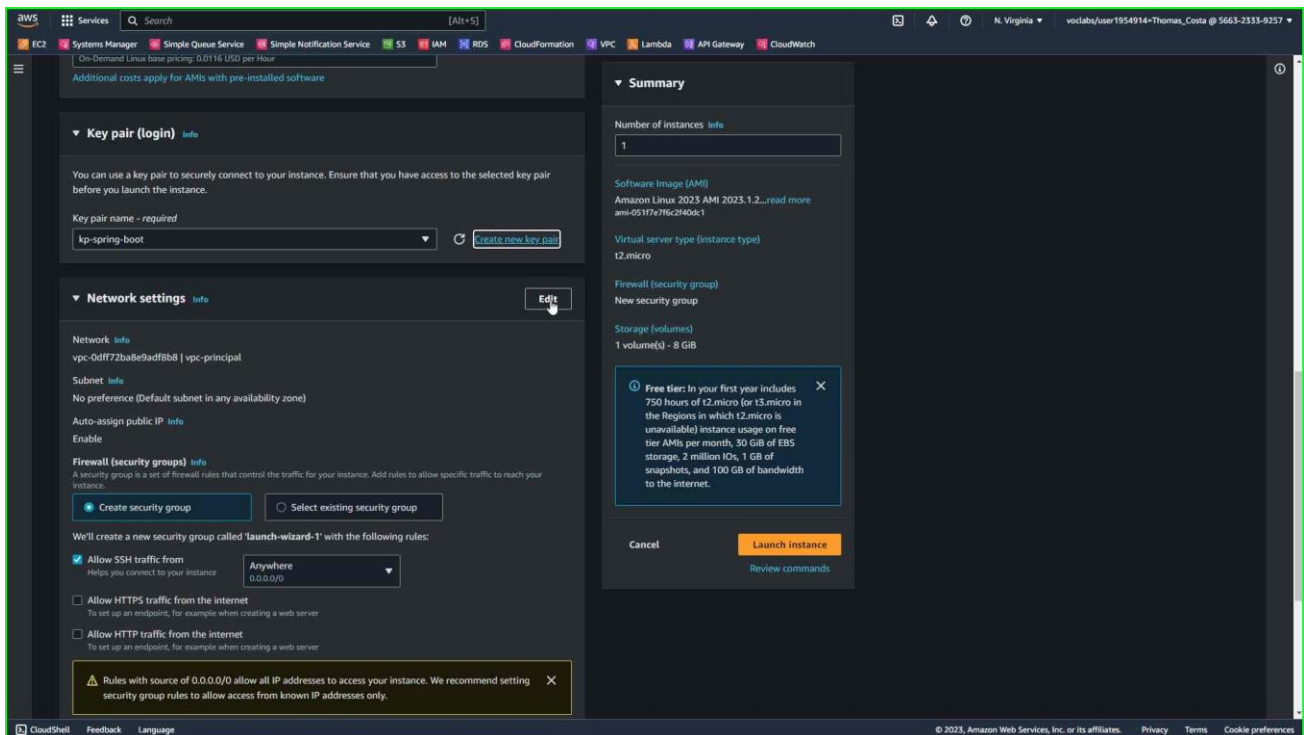 aws
Services
Search
[Alt+S]
N. Virginia
voclabs/user1954914=Thomas_Costa @ 5663-2333-9257
EC2
Systems Manager
Simple Queue Service
Simple Notification Service
S3
IAM
RDS
CloudFormation
VPC
Lambda
API Gateway
CloudWatch
On-Demand Linux base pricing: 0.0116 USD per Hour
Additional costs apply for AMIs with pre-installed software
Key pair (login) Info
You can use a key pair to securely connect to your instance. Ensure that you have access to the selected key pair
before you launch the instance.
Key pair name - required
kp-spring-boot
Create new key pair
Network settings Info
Edit
Network Info
vpc-0dff72ba8e9adf8b8 | vpc-principal
Subnet Info
No preference (Default subnet in any availability zone)
Auto-assign public IP Info
Enable
Firewall (security groups) Info
A security group is a set of firewall rules that control the traffic for your instance. Add rules to allow specific traffic to reach your
instance.
Create security group
Select existing security group
We'll create a new security group called 'launch-wizard-1' with the following rules:
Allow SSH traffic from
Helps you connect to your instance
Anywhere
0.0.0.0/0
Allow HTTPS traffic from the internet
To set up an endpoint, for example when creating a web server
Allow HTTP traffic from the internet
To set up an endpoint, for example when creating a web server
Rules with source of 0.0.0.0/0 allow all IP addresses to access your instance. We recommend setting
security group rules to allow access from known IP addresses only.
Summary
Number of instances Info
1
Software Image (AMI)
Amazon Linux 2023 AMI 2023.1.2...read more
ami-051f7e7f6c2f40dc1
Virtual server type (instance type)
t2.micro
Firewall (security group)
New security group
Storage (volumes)
1 volume(s) - 8 GiB
Free tier: In your first year includes
750 hours of t2.micro (or t3.micro in
the Regions in which t2.micro is
unavailable) instance usage on free
tier AMIs per month, 30 GiB of EBS
storage, 2 million IOs, 1 GB of
snapshots, and 100 GB of bandwidth
to the internet.
Cancel
Launch instance
Review commands
CloudShell
Feedback
Language
© 2023, Amazon Web Services, Inc. or its affiliates.
Privacy
Terms
Cookie preferences